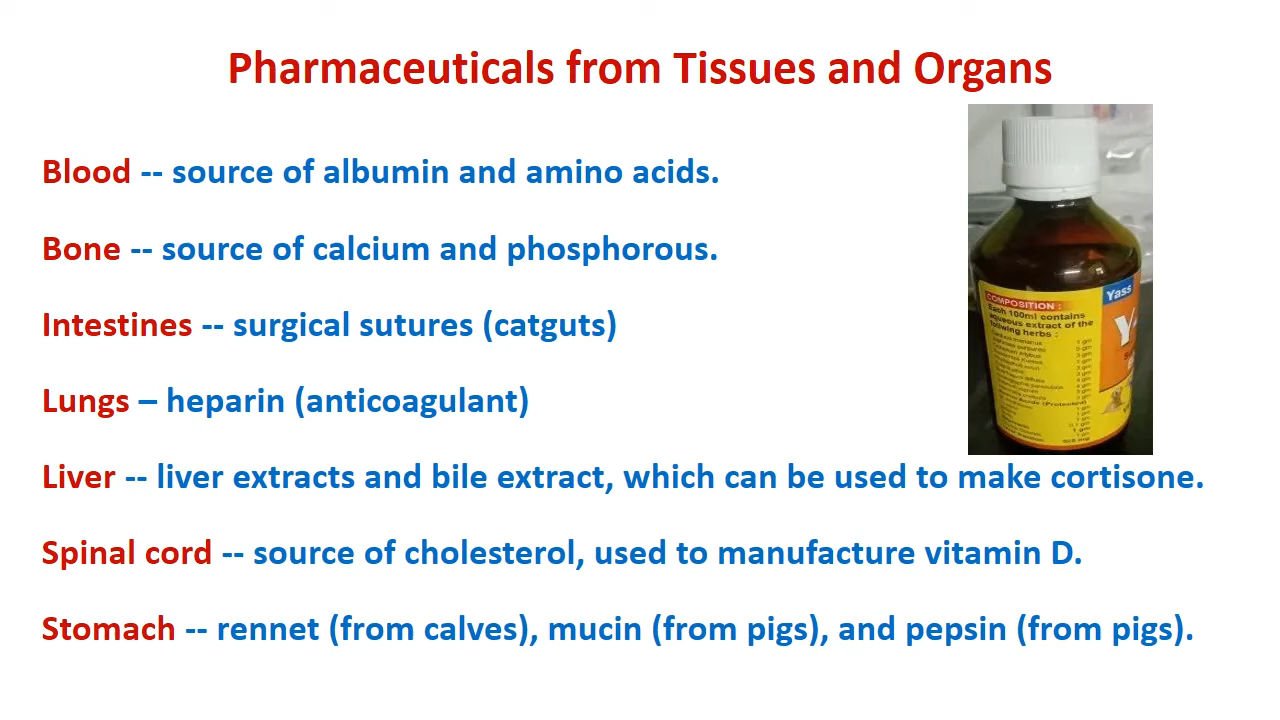 Pharmaceuticals from Tissues and Organs
Blood -- source of albumin and amino acids.
Bone -- source of calcium and phosphorous.
Intestines -- surgical sutures (catguts)
Lungs – heparin (anticoagulant)
Liver -- liver extracts and bile extract, which can be used to make cortisone.
Spinal cord -- source of cholesterol, used to manufacture vitamin D.
Stomach -- rennet (from calves), mucin (from pigs), and pepsin (from pigs).
COMPOSITION :
Each 100ml contains
aqueous extract of the
following herbs :
Yass